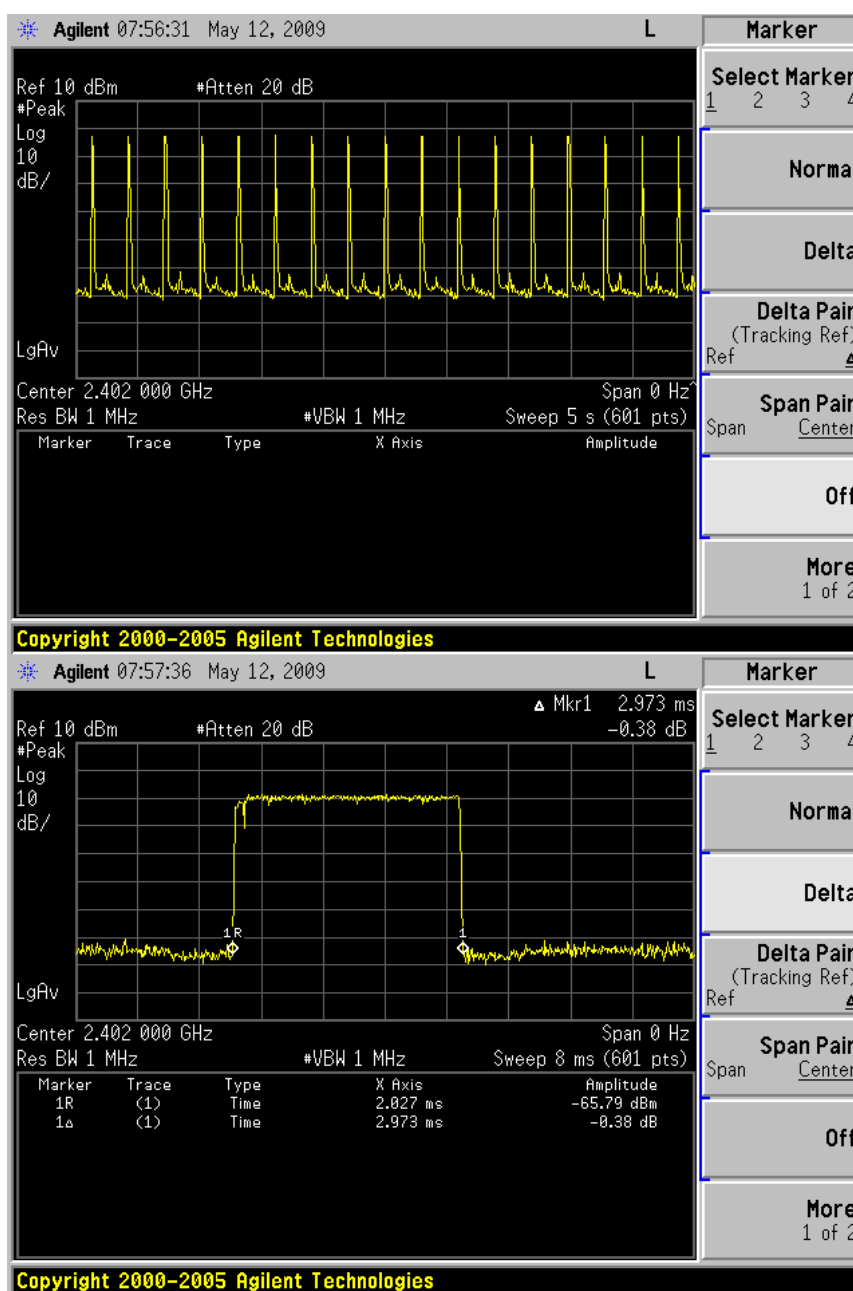 Agilent 07:56:31 May 12, 2009 L
Ref 10 dBm #Atten 20 dB
#Peak
Log
10
dB/
LgAv
Center 2.402 000 GHz Span 0 Hz^
Res BW 1 MHz #VBW 1 MHz Sweep 5 s (601 pts)
Marker Trace Type X Axis Amplitude
Marker
Select Marker
1 2 3 4
Norma
Delta
Delta Pair
(Tracking Ref)
Ref Δ
Span Pair
Span Center
Off
More
1 of 2
Copyright 2000-2005 Agilent Technologies
Agilent 07:57:36 May 12, 2009 L
Δ Mkr1 2.973 ms
Ref 10 dBm #Atten 20 dB -0.38 dB
#Peak
Log
10
dB/
1R 1
LgAv
Center 2.402 000 GHz Span 0 Hz
Res BW 1 MHz #VBW 1 MHz Sweep 8 ms (601 pts)
Marker Trace Type X Axis Amplitude
1R (1) Time 2.027 ms -65.79 dBm
1Δ (1) Time 2.973 ms -0.38 dB
Marker
Select Marker
1 2 3 4
Norma
Delta
Delta Pair
(Tracking Ref)
Ref Δ
Span Pair
Span Center
Off
More
1 of 2
Copyright 2000-2005 Agilent Technologies